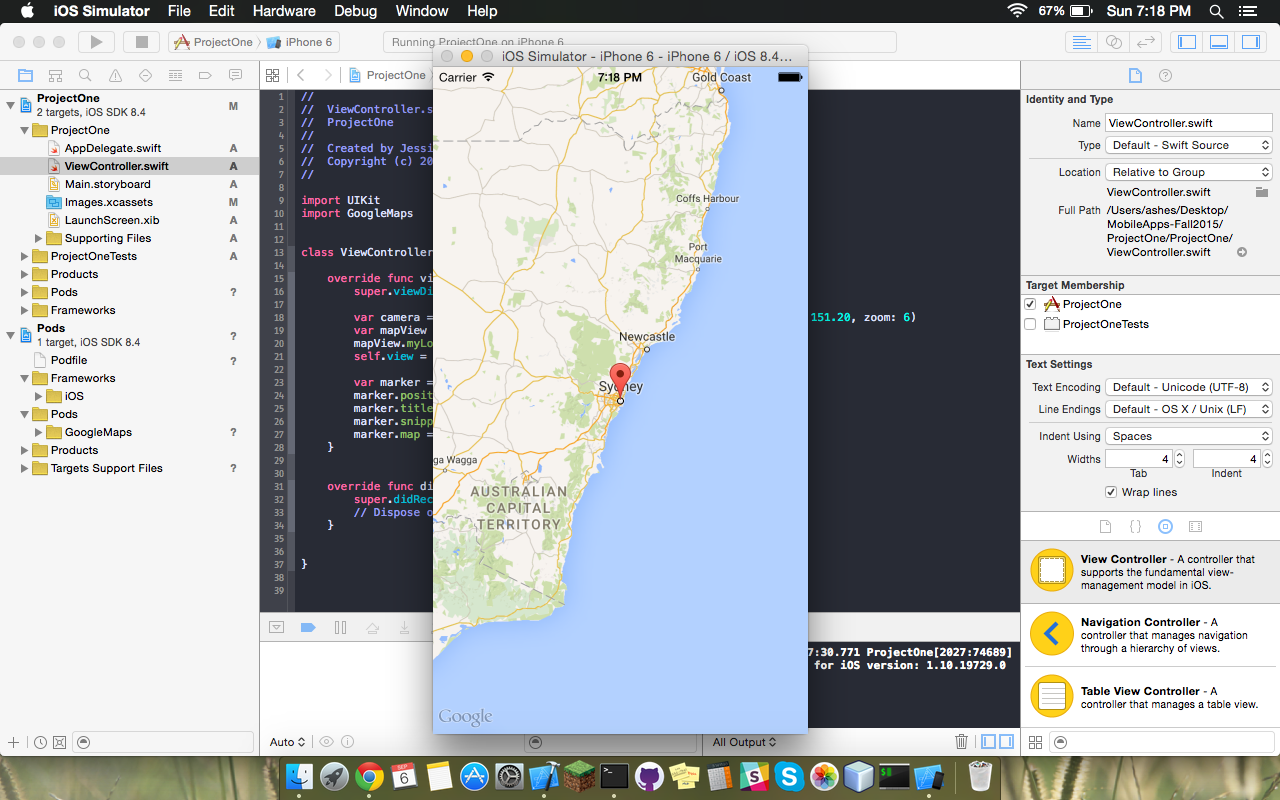 iOS Simulator File Edit Hardware Debug Window Help 67% Sun 7:18 PM
ProjectOne iPhone 6 Running ProjectOne on iPhone 6
iOS Simulator - iPhone 6 - iPhone 6 / iOS 8.4...
ProjectOne
ProjectOne M
2 targets, iOS SDK 8.4
ProjectOne
AppDelegate.swift A
ViewController.swift A
Main.storyboard A
Images.xcassets M
LaunchScreen.xib A
Supporting Files A
ProjectOneTests A
Products
Pods ?
Frameworks
Pods ?
1 target, iOS SDK 8.4
Podfile ?
Frameworks
iOS
Pods
GoogleMaps ?
Products
Targets Support Files ?
1 //
2 // ViewController.s
3 // ProjectOne
4 //
5 // Created by Jessi
6 // Copyright (c) 20
7 //
8
9 import UIKit
10 import GoogleMaps
11
12
13 class ViewController
14
15 override func vi
16 super.viewDi
17
18 var camera = 151.20, zoom: 6)
19 var mapView
20 mapView.myLo
21 self.view =
22
23 var marker =
24 marker.posit
25 marker.title
26 marker.snipp
27 marker.map =
28 }
29
30
31 override func di
32 super.didRec
33 // Dispose o
34 }
35
36
37 }
38
39
Carrier 7:18 PM
Gold Coast
Coffs Harbour
Port
Macquarie
Newcastle
Sydney
ga Wagga
AUSTRALIAN
CAPITAL
TERRITORY
Google
7:30.771 ProjectOne[2027:74689]
for iOS version: 1.10.19729.0
Auto All Output
Identity and Type
Name ViewController.swift
Type Default - Swift Source
Location Relative to Group
ViewController.swift
Full Path /Users/ashes/Desktop/
MobileApps-Fall2015/
ProjectOne/ProjectOne/
ViewController.swift
Target Membership
ProjectOne
ProjectOneTests
Text Settings
Text Encoding Default - Unicode (UTF-8)
Line Endings Default - OS X / Unix (LF)
Indent Using Spaces
Widths 4 4
Tab Indent
Wrap lines
{}
View Controller - A controller that
supports the fundamental view-
management model in iOS.
Navigation Controller - A
controller that manages navigation
through a hierarchy of views.
Table View Controller - A
controller that manages a table view.
SEP
6